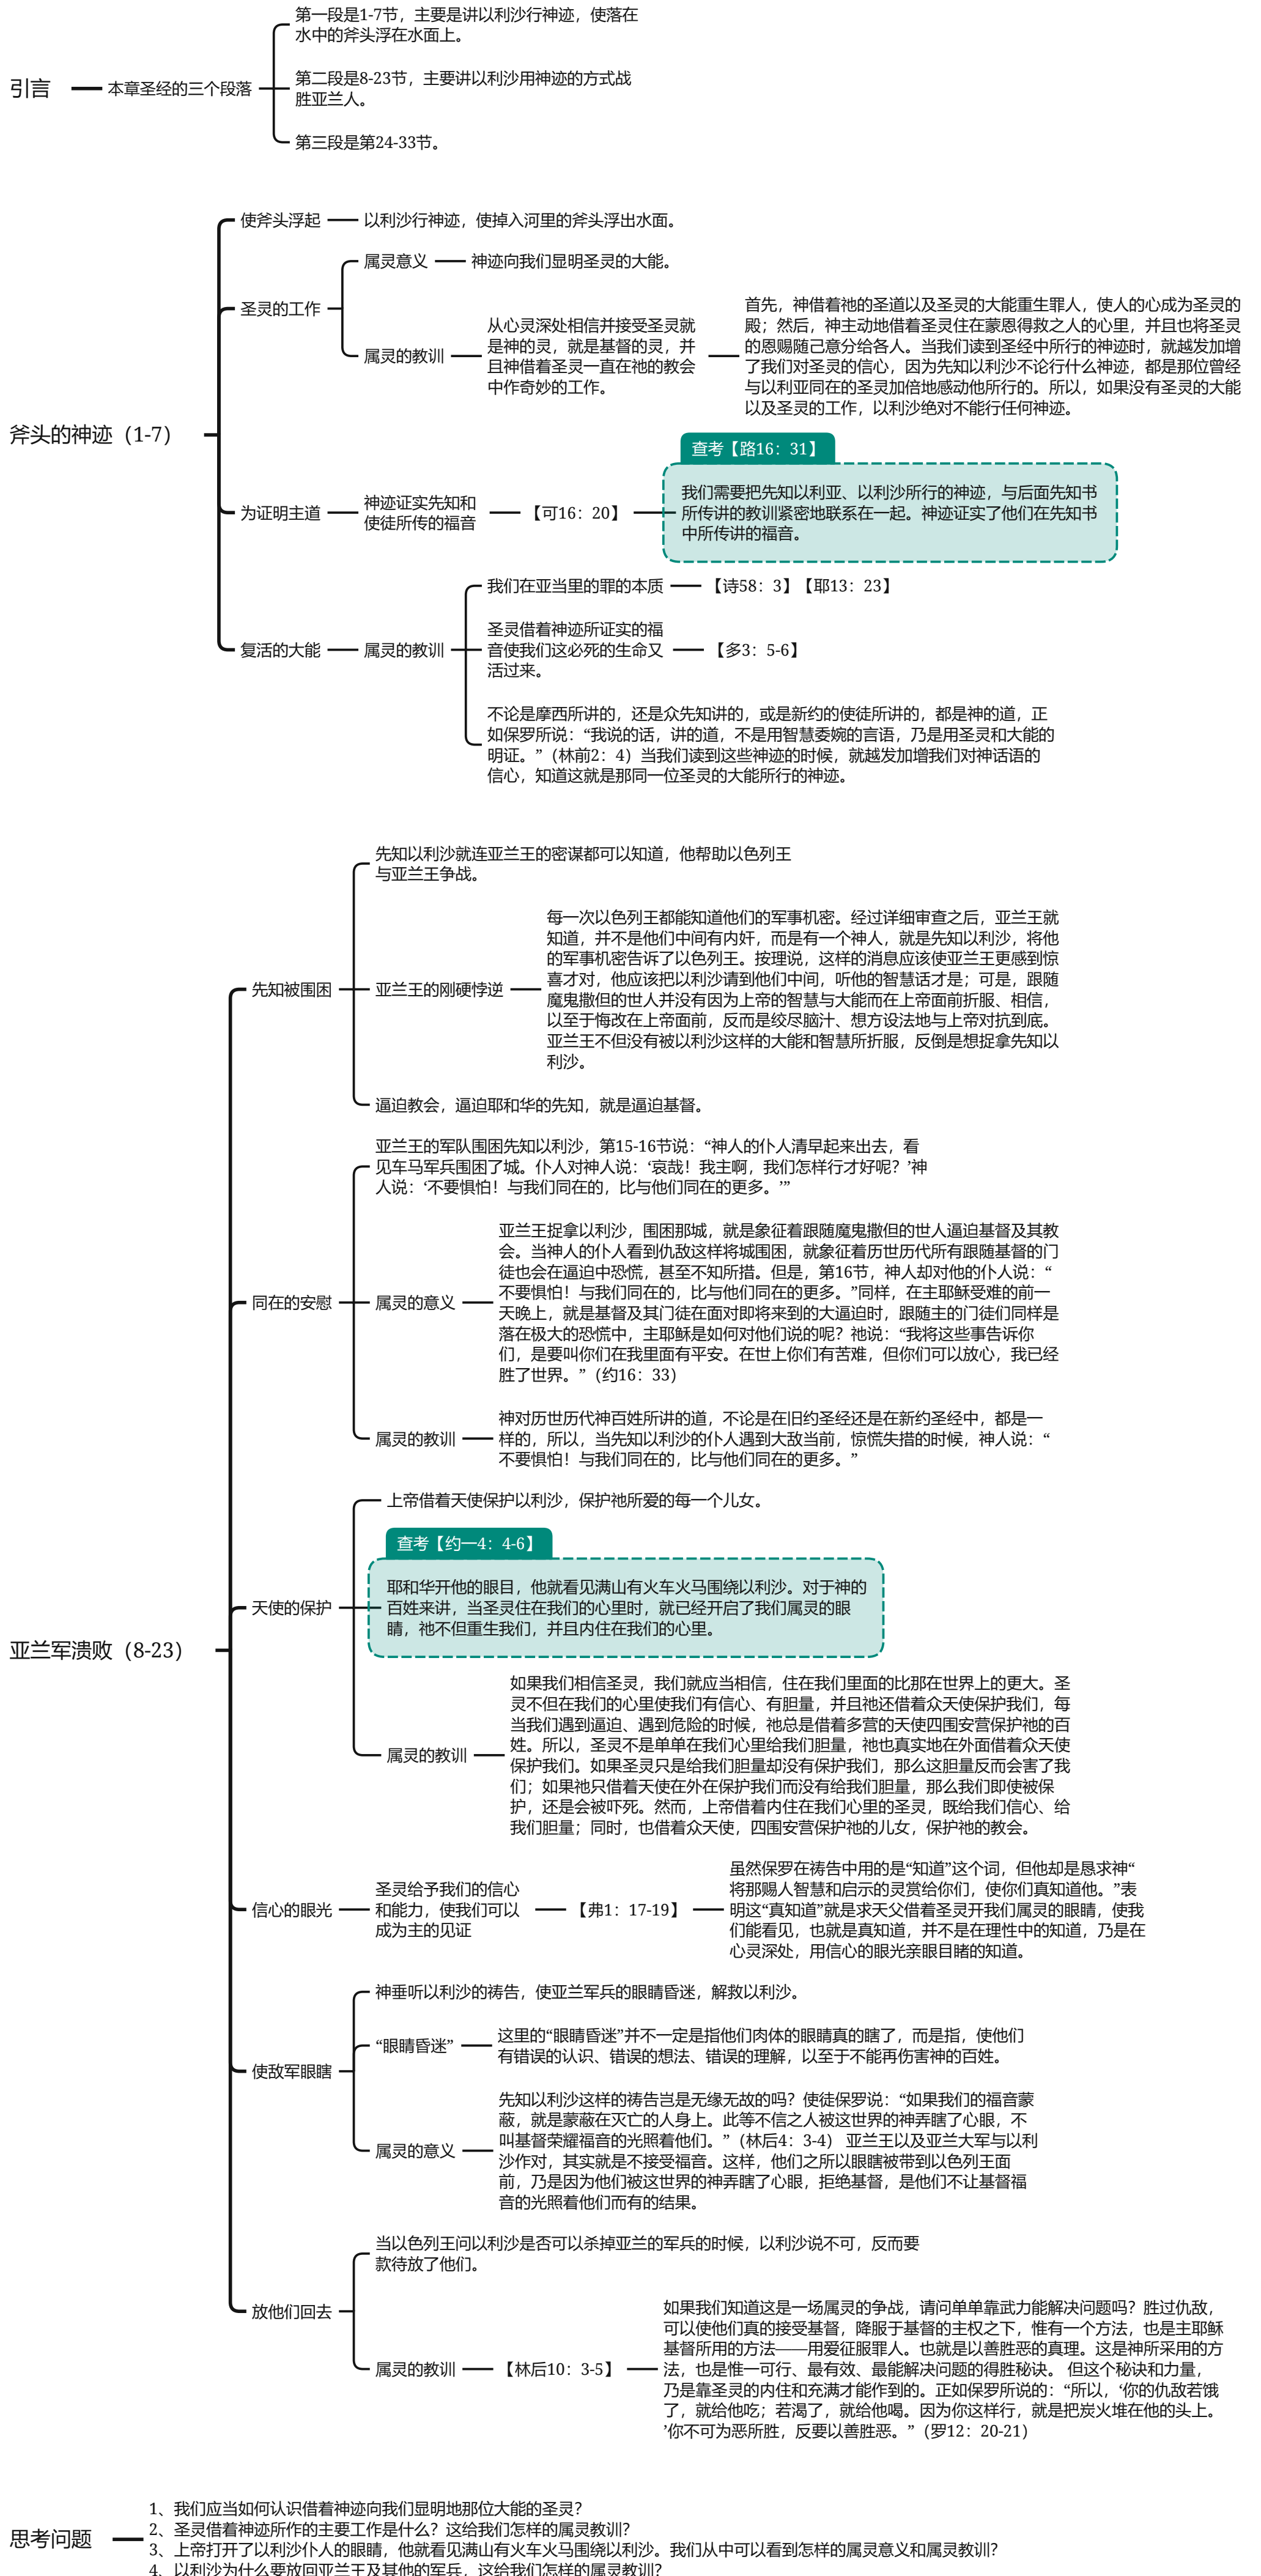 引言
本章圣经的三个段落
第一段是1-7节，主要是讲以利沙行神迹，使落在
水中的斧头浮在水面上。
第二段是8-23节，主要讲以利沙用神迹的方式战
胜亚兰人。
第三段是第24-33节。
斧头的神迹（1-7）
使斧头浮起
以利沙行神迹，使掉入河里的斧头浮出水面。
圣灵的工作
属灵意义
神迹向我们显明圣灵的大能。
属灵的教训
从心灵深处相信并接受圣灵就
是神的灵，就是基督的灵，并
且神借着圣灵一直在祂的教会
中作奇妙的工作。
首先，神借着祂的圣道以及圣灵的大能重生罪人，使人的心成为圣灵的
殿；然后，神主动地借着圣灵住在蒙恩得救之人的心里，并且也将圣灵
的恩赐随己意分给各人。当我们读到圣经中所行的神迹时，就越发加增
了我们对圣灵的信心，因为先知以利沙不论行什么神迹，都是那位曾经
与以利亚同在的圣灵加倍地感动他所行的。所以，如果没有圣灵的大能
以及圣灵的工作，以利沙绝对不能行任何神迹。
为证明主道
神迹证实先知和
使徒所传的福音
【可16：20】
查考【路16：31】
我们需要把先知以利亚、以利沙所行的神迹，与后面先知书
所传讲的教训紧密地联系在一起。神迹证实了他们在先知书
中所传讲的福音。
复活的大能
属灵的教训
我们在亚当里的罪的本质
【诗58：3】【耶13：23】
圣灵借着神迹所证实的福
音使我们这必死的生命又
活过来。
【多3：5-6】
不论是摩西所讲的，还是众先知讲的，或是新约的使徒所讲的，都是神的道，正
如保罗所说：“我说的话，讲的道，不是用智慧委婉的言语，乃是用圣灵和大能的
明证。”（林前2：4）当我们读到这些神迹的时候，就越发加增我们对神话语的
信心，知道这就是那同一位圣灵的大能所行的神迹。
亚兰军溃败（8-23）
先知被围困
先知以利沙就连亚兰王的密谋都可以知道，他帮助以色列王
与亚兰王争战。
亚兰王的刚硬悖逆
每一次以色列王都能知道他们的军事机密。经过详细审查之后，亚兰王就
知道，并不是他们中间有内奸，而是有一个神人，就是先知以利沙，将他
的军事机密告诉了以色列王。按理说，这样的消息应该使亚兰王更感到惊
喜才对，他应该把以利沙请到他们中间，听他的智慧话才是；可是，跟随
魔鬼撒但的世人并没有因为上帝的智慧与大能而在上帝面前折服、相信，
以至于悔改在上帝面前，反而是绞尽脑汁、想方设法地与上帝对抗到底。
亚兰王不但没有被以利沙这样的大能和智慧所折服，反倒是想捉拿先知以
利沙。
逼迫教会，逼迫耶和华的先知，就是逼迫基督。
同在的安慰
亚兰王的军队围困先知以利沙，第15-16节说：“神人的仆人清早起来出去，看
见车马军兵围困了城。仆人对神人说：‘哀哉！我主啊，我们怎样行才好呢？’神
人说：‘不要惧怕！与我们同在的，比与他们同在的更多。’”
属灵的意义
亚兰王捉拿以利沙，围困那城，就是象征着跟随魔鬼撒但的世人逼迫基督及其教
会。当神人的仆人看到仇敌这样将城围困，就象征着历世历代所有跟随基督的门
徒也会在逼迫中恐慌，甚至不知所措。但是，第16节，神人却对他的仆人说：“
不要惧怕！与我们同在的，比与他们同在的更多。”同样，在主耶稣受难的前一
天晚上，就是基督及其门徒在面对即将来到的大逼迫时，跟随主的门徒们同样是
落在极大的恐慌中，主耶稣是如何对他们说的呢？祂说：“我将这些事告诉你
们，是要叫你们在我里面有平安。在世上你们有苦难，但你们可以放心，我已经
胜了世界。”（约16：33）
属灵的教训
神对历世历代神百姓所讲的道，不论是在旧约圣经还是在新约圣经中，都是一
样的，所以，当先知以利沙的仆人遇到大敌当前，惊慌失措的时候，神人说：“
不要惧怕！与我们同在的，比与他们同在的更多。”
天使的保护
上帝借着天使保护以利沙，保护祂所爱的每一个儿女。
查考【约一4：4-6】
耶和华开他的眼目，他就看见满山有火车火马围绕以利沙。对于神的
百姓来讲，当圣灵住在我们的心里时，就已经开启了我们属灵的眼
睛，祂不但重生我们，并且内住在我们的心里。
属灵的教训
如果我们相信圣灵，我们就应当相信，住在我们里面的比那在世界上的更大。圣
灵不但在我们的心里使我们有信心、有胆量，并且祂还借着众天使保护我们，每
当我们遇到逼迫、遇到危险的时候，祂总是借着多营的天使四围安营保护祂的百
姓。所以，圣灵不是单单在我们心里给我们胆量，祂也真实地在外面借着众天使
保护我们。如果圣灵只是给我们胆量却没有保护我们，那么这胆量反而会害了我
们；如果祂只借着天使在外在保护我们而没有给我们胆量，那么我们即使被保
护，还是会被吓死。然而，上帝借着内住在我们心里的圣灵，既给我们信心、给
我们胆量；同时，也借着众天使，四围安营保护祂的儿女，保护祂的教会。
信心的眼光
圣灵给予我们的信心
和能力，使我们可以
成为主的见证
【弗1：17-19】
虽然保罗在祷告中用的是“知道”这个词，但他却是恳求神“
将那赐人智慧和启示的灵赏给你们，使你们真知道他。”表
明这“真知道”就是求天父借着圣灵开我们属灵的眼睛，使我
们能看见，也就是真知道，并不是在理性中的知道，乃是在
心灵深处，用信心的眼光亲眼目睹的知道。
使敌军眼瞎
神垂听以利沙的祷告，使亚兰军兵的眼睛昏迷，解救以利沙。
“眼睛昏迷”
这里的“眼睛昏迷”并不一定是指他们肉体的眼睛真的瞎了，而是指，使他们
有错误的认识、错误的想法、错误的理解，以至于不能再伤害神的百姓。
属灵的意义
先知以利沙这样的祷告岂是无缘无故的吗？使徒保罗说：“如果我们的福音蒙
蔽，就是蒙蔽在灭亡的人身上。此等不信之人被这世界的神弄瞎了心眼，不
叫基督荣耀福音的光照着他们。”（林后4：3-4） 亚兰王以及亚兰大军与以利
沙作对，其实就是不接受福音。这样，他们之所以眼瞎被带到以色列王面
前，乃是因为他们被这世界的神弄瞎了心眼，拒绝基督，是他们不让基督福
音的光照着他们而有的结果。
放他们回去
当以色列王问以利沙是否可以杀掉亚兰的军兵的时候，以利沙说不可，反而要
款待放了他们。
属灵的教训
【林后10：3-5】
如果我们知道这是一场属灵的争战，请问单单靠武力能解决问题吗？胜过仇敌，
可以使他们真的接受基督，降服于基督的主权之下，惟有一个方法，也是主耶稣
基督所用的方法——用爱征服罪人。也就是以善胜恶的真理。这是神所采用的方
法，也是惟一可行、最有效、最能解决问题的得胜秘诀。 但这个秘诀和力量，
乃是靠圣灵的内住和充满才能作到的。正如保罗所说的：“所以，‘你的仇敌若饿
了，就给他吃；若渴了，就给他喝。因为你这样行，就是把炭火堆在他的头上。
’你不可为恶所胜，反要以善胜恶。”（罗12：20-21）
思考问题
1、我们应当如何认识借着神迹向我们显明地那位大能的圣灵？
2、圣灵借着神迹所作的主要工作是什么？这给我们怎样的属灵教训？
3、上帝打开了以利沙仆人的眼睛，他就看见满山有火车火马围绕以利沙。我们从中可以看到怎样的属灵意义和属灵教训？
4、以利沙为什么要放回亚兰王及其他的军兵，这给我们怎样的属灵教训？